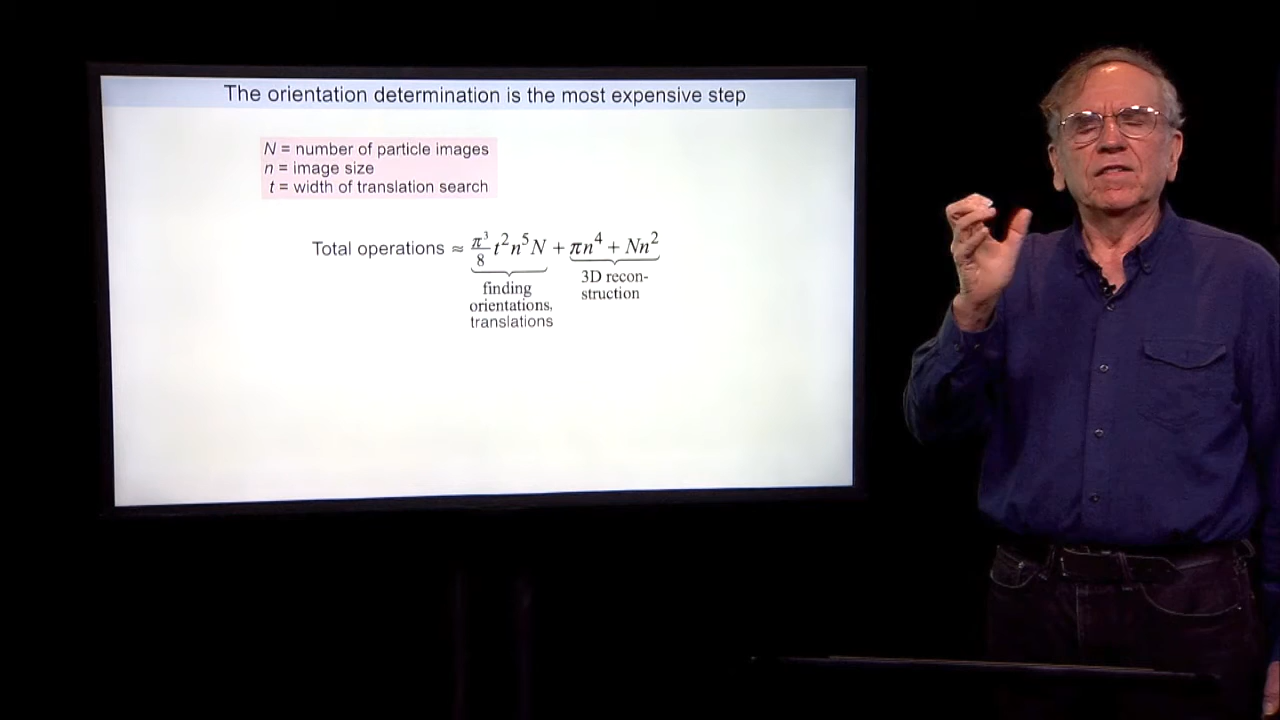 The orientation determination is the most expensive step
N = number of particle images
n = image size
t = width of translation search
Total operations ≈ π³/8 t²n⁵N + πn⁴ + Nn²
finding
orientations,
translations
3D recon-
struction